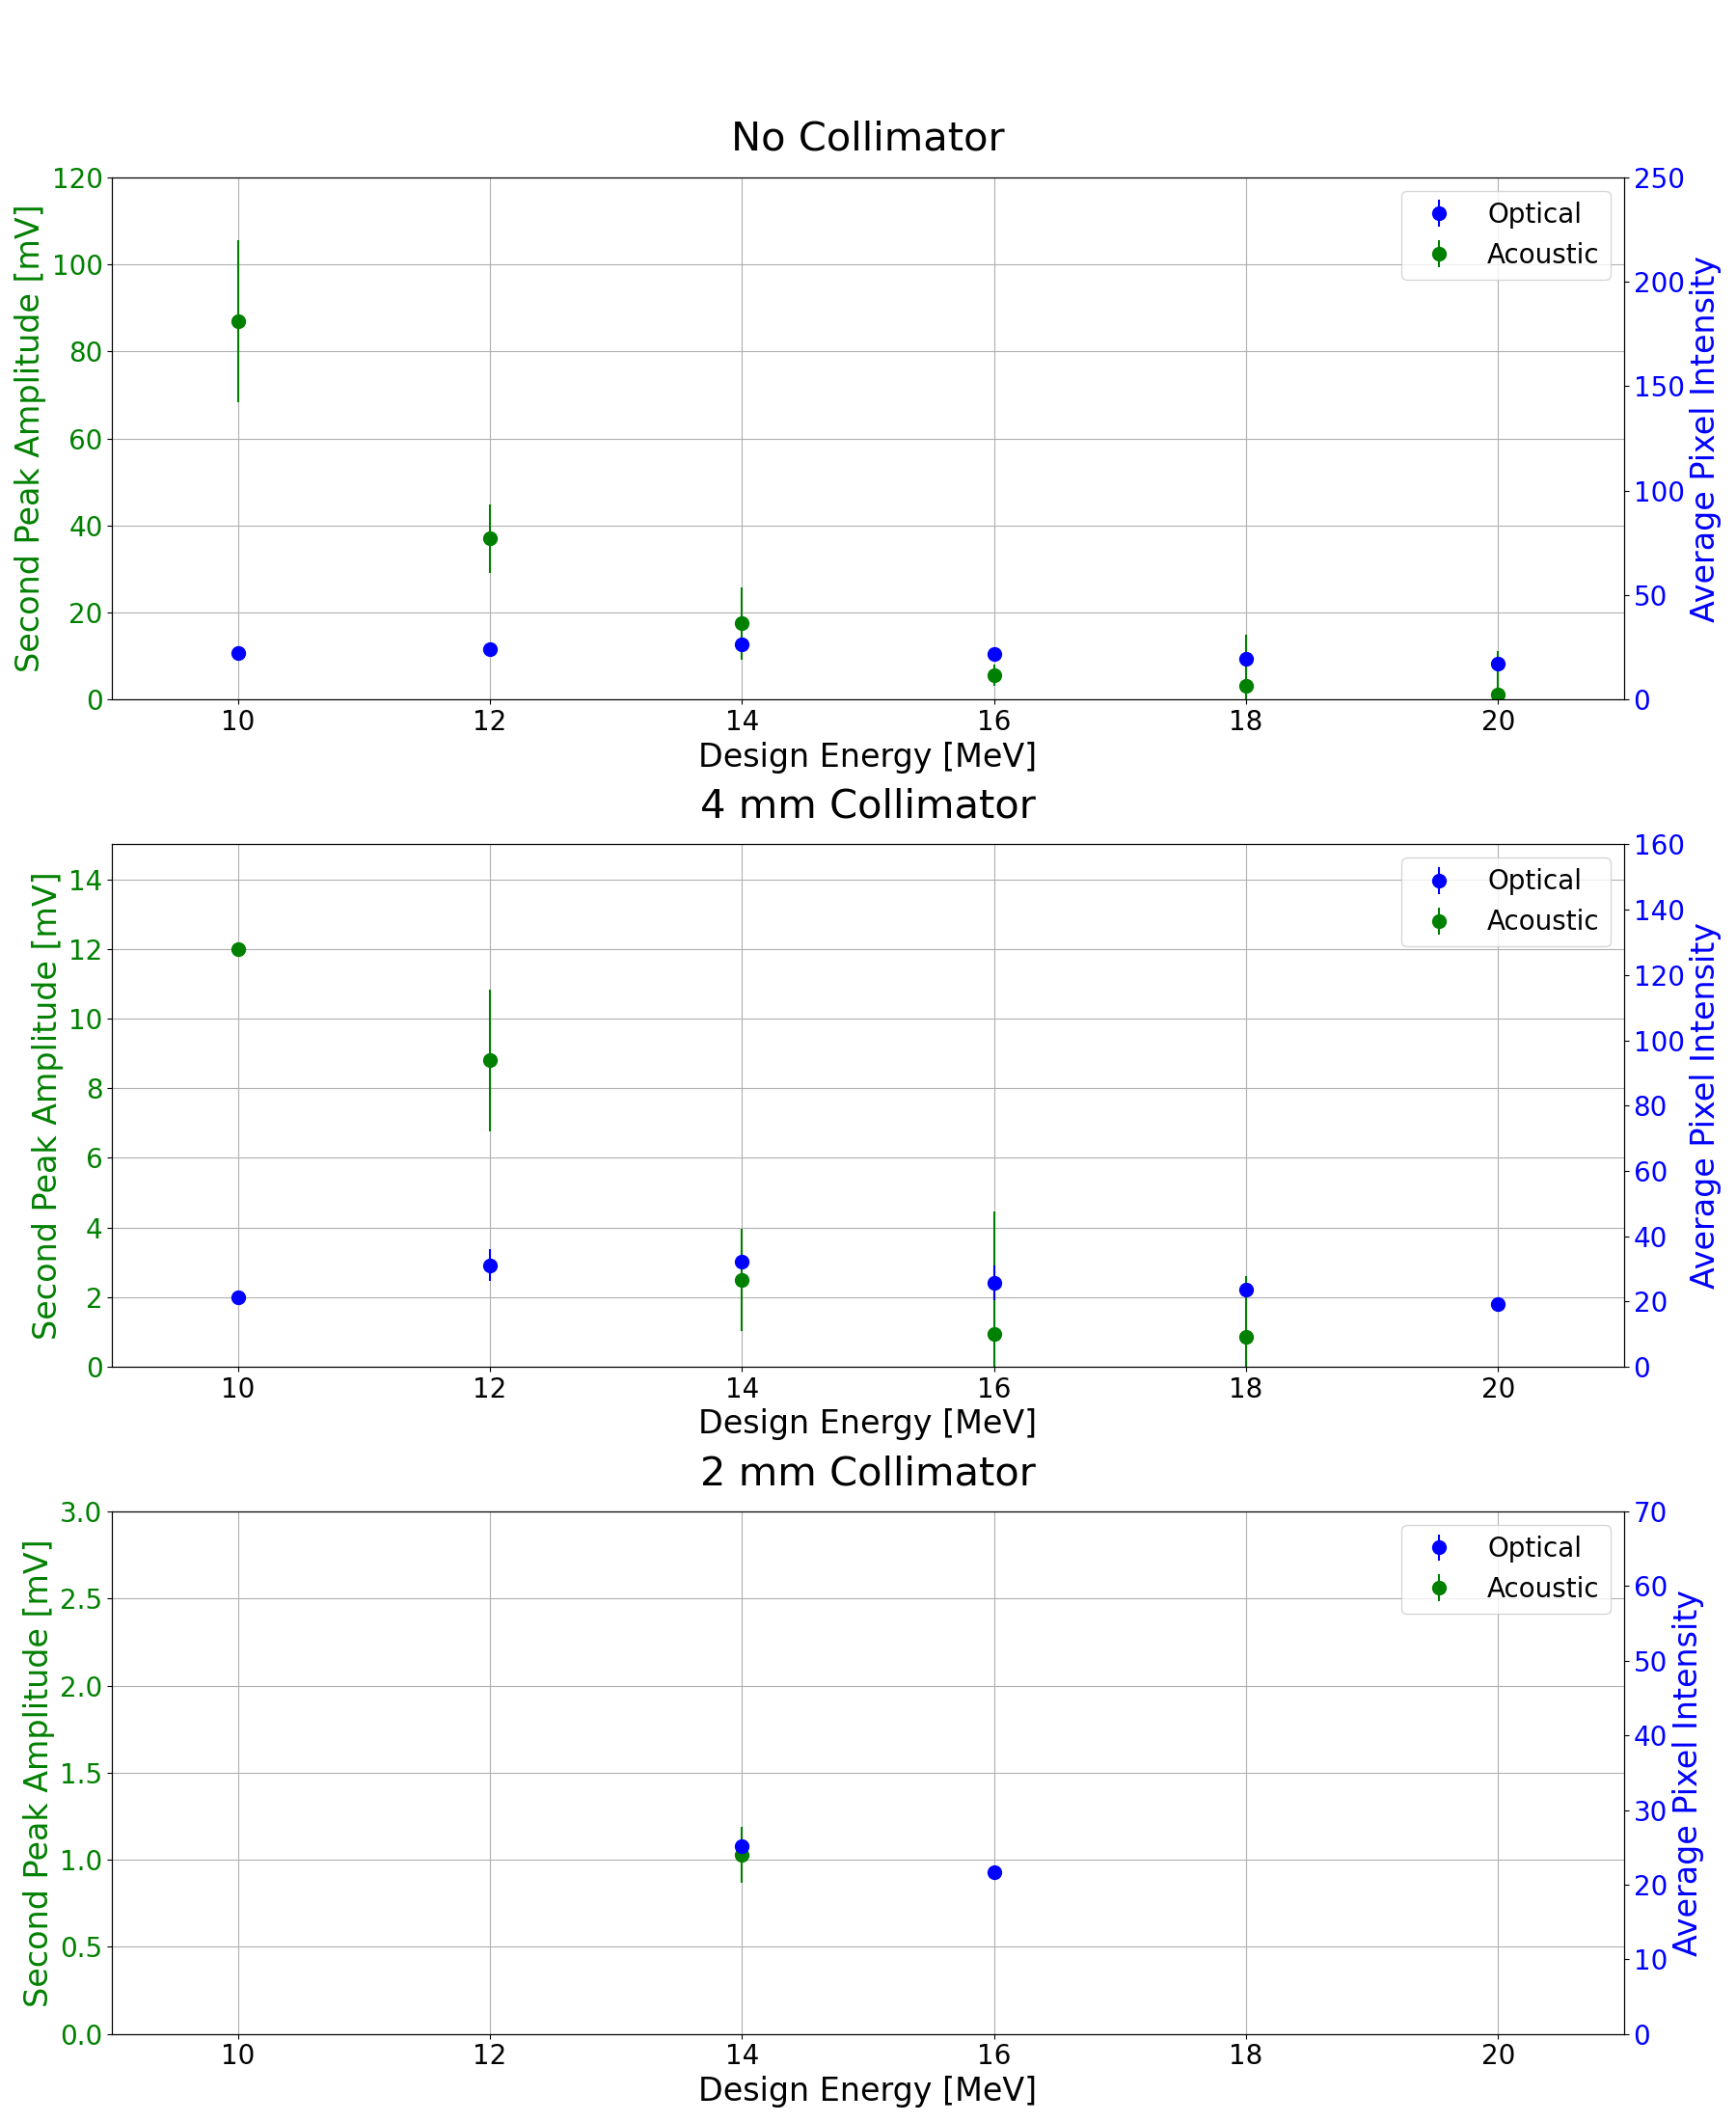 No Collimator
120
100
80
60
40
20
0
Second Peak Amplitude [mV]
250
200
150
100
50
0
Average Pixel Intensity
Optical
Acoustic
10 12 14 16 18 20
Design Energy [MeV]
4 mm Collimator
14
12
10
8
6
4
2
0
Second Peak Amplitude [mV]
160
140
120
100
80
60
40
20
0
Average Pixel Intensity
Optical
Acoustic
10 12 14 16 18 20
Design Energy [MeV]
2 mm Collimator
3.0
2.5
2.0
1.5
1.0
0.5
0.0
Second Peak Amplitude [mV]
70
60
50
40
30
20
10
0
Average Pixel Intensity
Optical
Acoustic
10 12 14 16 18 20
Design Energy [MeV]